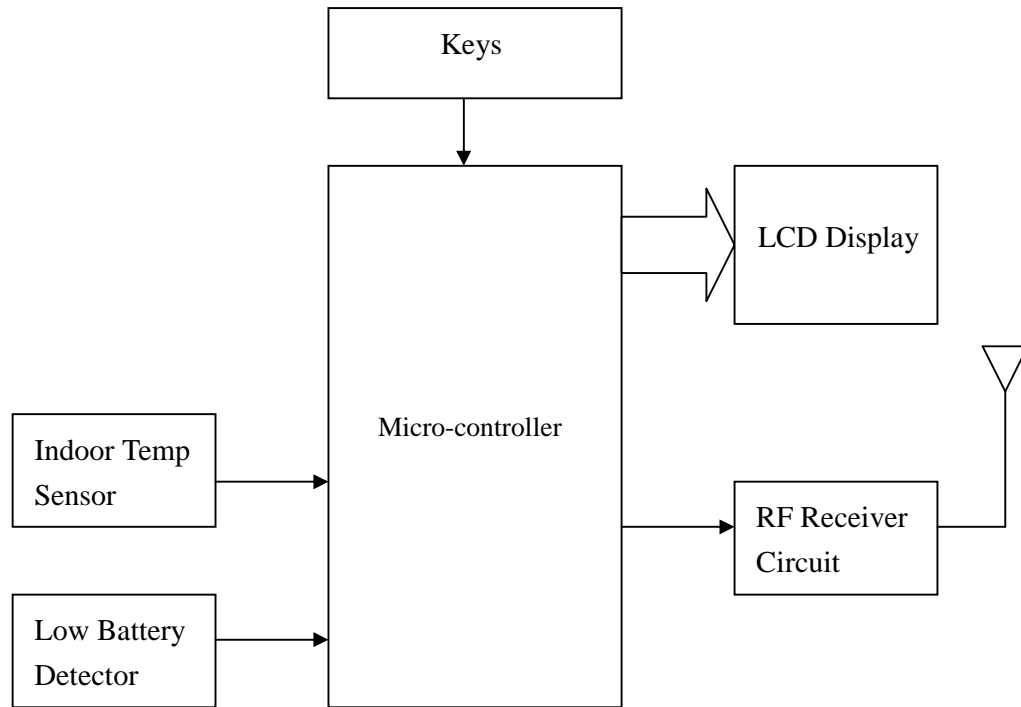 Keys
LCD Display
Micro-controller
Indoor Temp
Sensor
RF Receiver
Circuit
Low Battery
Detector